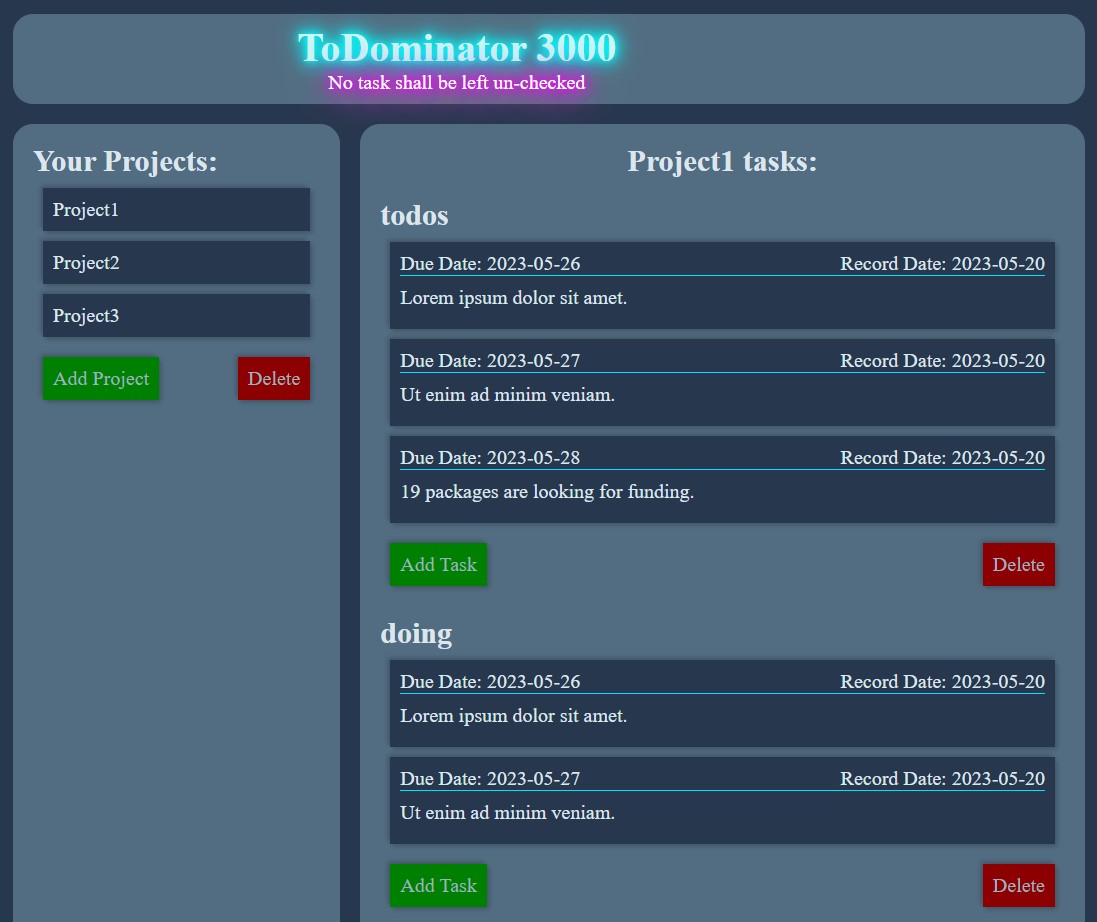 ToDominator 3000
No task shall be left un-checked
Your Projects:
Project1
Project2
Project3
Add Project
Delete
Project1 tasks:
todos
Due Date: 2023-05-26 Record Date: 2023-05-20
Lorem ipsum dolor sit amet.
Due Date: 2023-05-27 Record Date: 2023-05-20
Ut enim ad minim veniam.
Due Date: 2023-05-28 Record Date: 2023-05-20
19 packages are looking for funding.
Add Task
Delete
doing
Due Date: 2023-05-26 Record Date: 2023-05-20
Lorem ipsum dolor sit amet.
Due Date: 2023-05-27 Record Date: 2023-05-20
Ut enim ad minim veniam.
Add Task
Delete